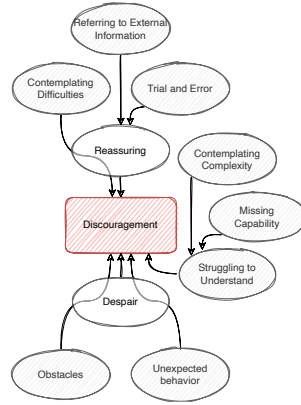 Referring to External
Information
Contemplating
Difficulties
Trial and Error
Reassuring
Contemplating
Complexity
Discouragement
Missing
Capability
Struggling to
Understand
Despair
Obstacles
Unexpected
behavior